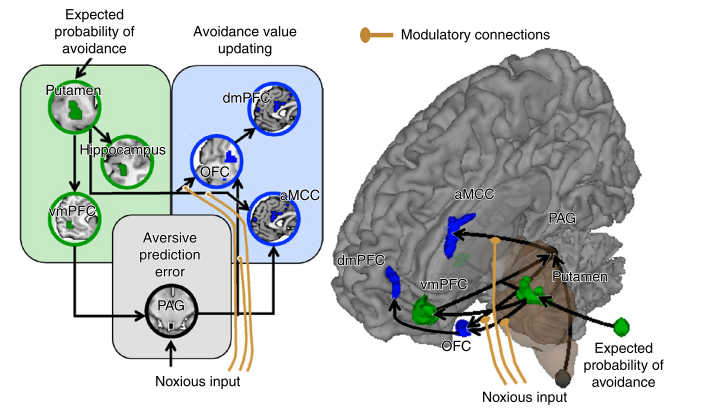 Expected
probability of
avoidance
Avoidance value
updating
Modulatory connections
Putamen
dmPFC
Hippocampus
OFC
aMCC
vmPFC
Aversive
prediction
error
PAG
Noxious input
aMCC
PAG
dmPFC
vmPFC
Putamen
OFC
Expected
probability of
avoidance
Noxious input